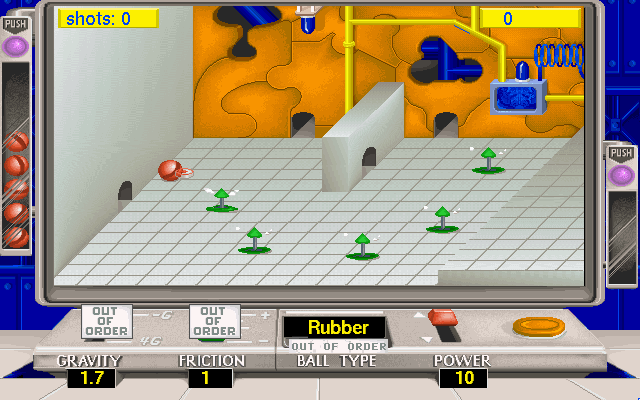 PUSH
shots: 0
0
PUSH
OUT OF ORDER
-G
4G
OUT OF ORDER
+
-
Rubber
OUT OF ORDER
GRAVITY
FRICTION
BALL TYPE
POWER
1.7
1
10